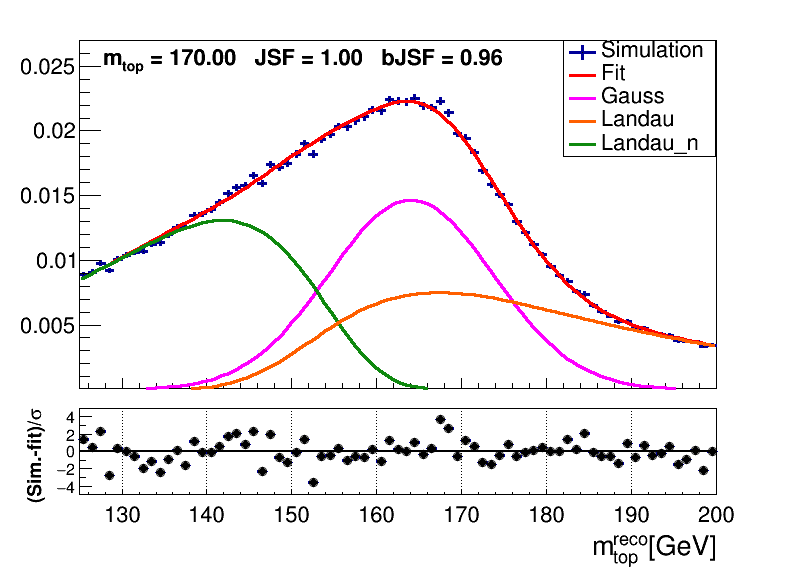 m_top = 170.00 JSF = 1.00 bJSF = 0.96
Simulation
Fit
Gauss
Landau
Landau_n
0.025
0.02
0.015
0.01
0.005
(Sim.-fit)/σ
4
2
0
−2
−4
130 140 150 160 170 180 190 200
m_top^reco[GeV]